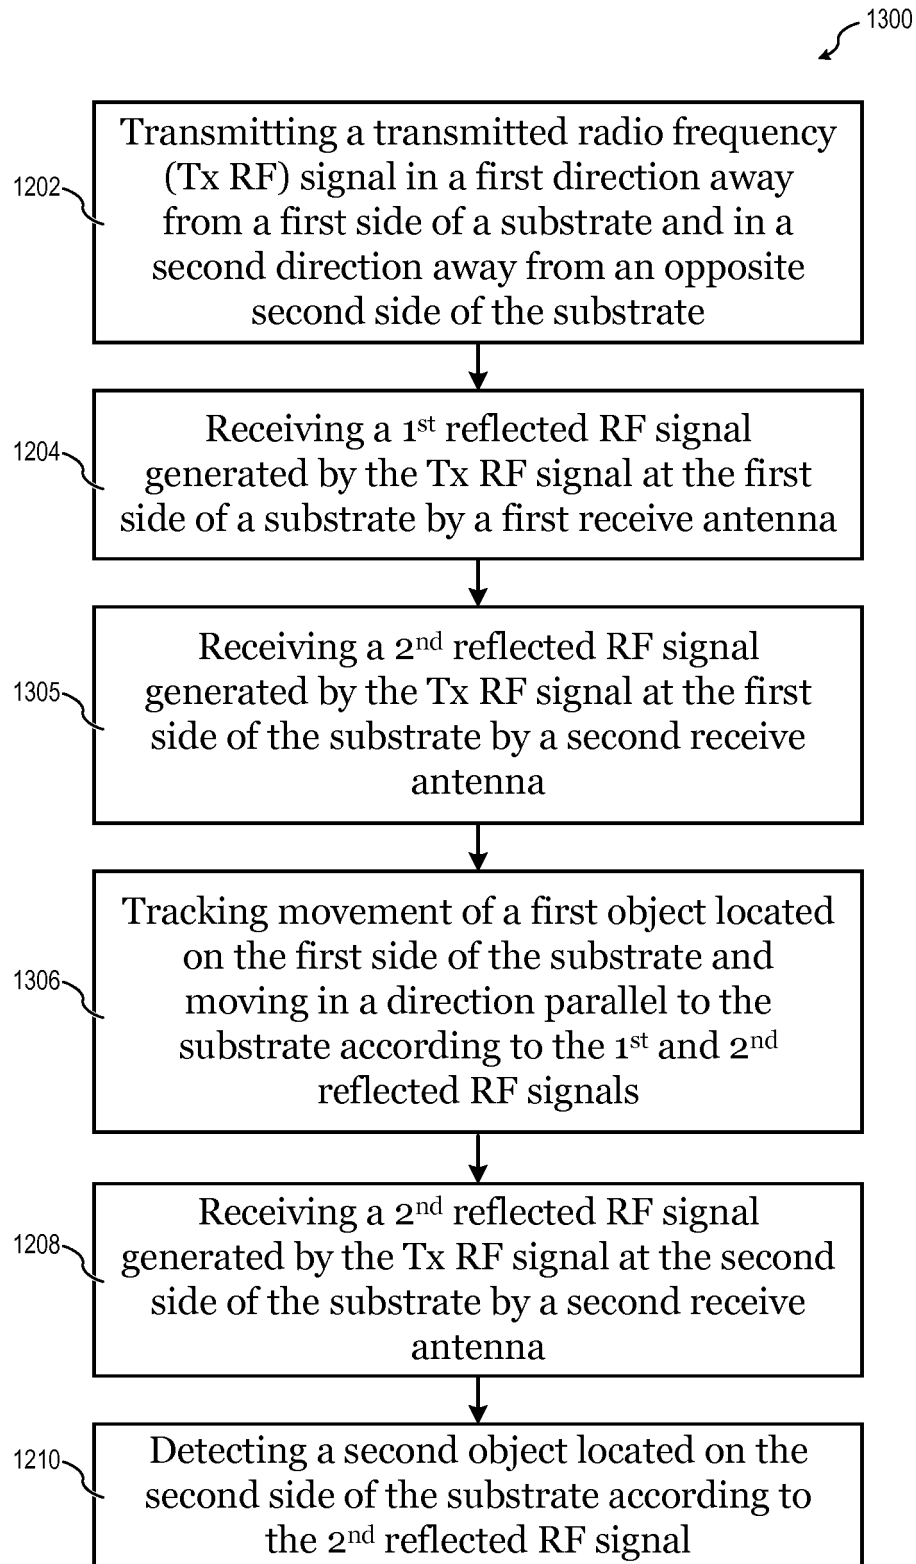 1300
1202
Transmitting a transmitted radio frequency
(Tx RF) signal in a first direction away
from a first side of a substrate and in a
second direction away from an opposite
second side of the substrate
1204
Receiving a 1st reflected RF signal
generated by the Tx RF signal at the first
side of a substrate by a first receive antenna
1305
Receiving a 2nd reflected RF signal
generated by the Tx RF signal at the first
side of the substrate by a second receive
antenna
1306
Tracking movement of a first object located
on the first side of the substrate and
moving in a direction parallel to the
substrate according to the 1st and 2nd
reflected RF signals
1208
Receiving a 2nd reflected RF signal
generated by the Tx RF signal at the second
side of the substrate by a second receive
antenna
1210
Detecting a second object located on the
second side of the substrate according to
the 2nd reflected RF signal